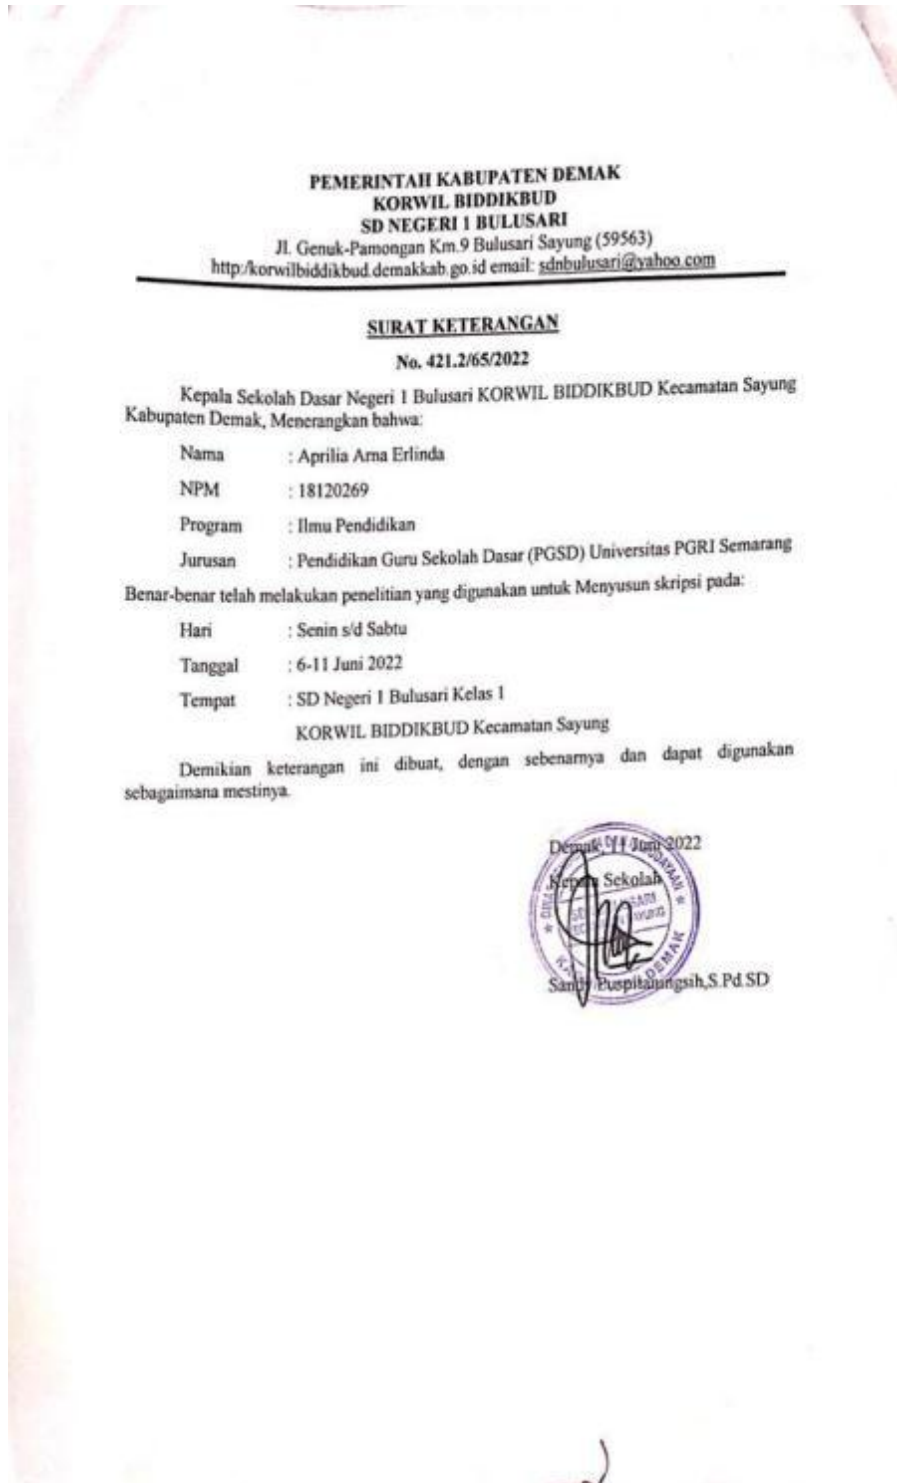 PEMERINTAH KABUPATEN DEMAK
KORWIL BIDDIKBUD
SD NEGERI 1 BULUSARI
Jl. Genuk-Pamongan Km.9 Bulusari Sayung (59563)
http:/korwilbiddikbud.demakkab.go.id email: sdnbulusari@yahoo.com
SURAT KETERANGAN
No. 421.2/65/2022
Kepala Sekolah Dasar Negeri 1 Bulusari KORWIL BIDDIKBUD Kecamatan Sayung
Kabupaten Demak, Menerangkan bahwa:
Nama : Aprilia Arna Erlinda
NPM : 18120269
Program : Ilmu Pendidikan
Jurusan : Pendidikan Guru Sekolah Dasar (PGSD) Universitas PGRI Semarang
Benar-benar telah melakukan penelitian yang digunakan untuk Menyusun skripsi pada:
Hari : Senin s/d Sabtu
Tanggal : 6-11 Juni 2022
Tempat : SD Negeri 1 Bulusari Kelas 1
KORWIL BIDDIKBUD Kecamatan Sayung
Demikian keterangan ini dibuat, dengan sebenarnya dan dapat digunakan
sebagaimana mestinya.
Demak, 11 Juni 2022
Kepala Sekolah
DEMAK
Sandy Puspitaningsih,S.Pd.SD